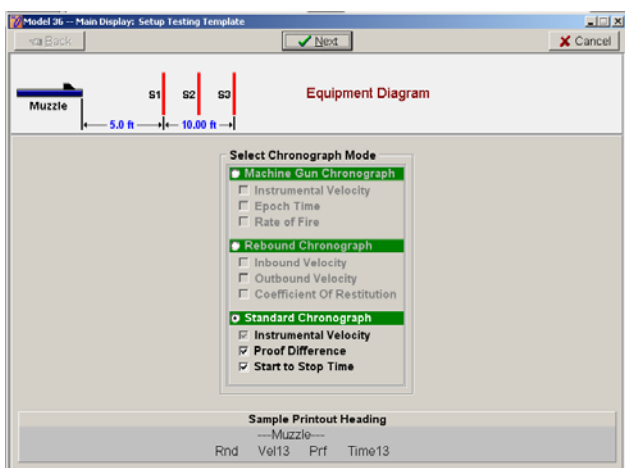 Model 36 -- Main Display: Setup Testing Template
Back
Next
Cancel
Muzzle
S1 S2 S3
Equipment Diagram
5.0 ft 10.00 ft
Select Chronograph Mode
Machine Gun Chronograph
Instrumental Velocity
Epoch Time
Rate of Fire
Rebound Chronograph
Inbound Velocity
Outbound Velocity
Coefficient Of Restitution
Standard Chronograph
Instrumental Velocity
Proof Difference
Start to Stop Time
Sample Printout Heading
---Muzzle---
Rnd Vel13 Prf Time13